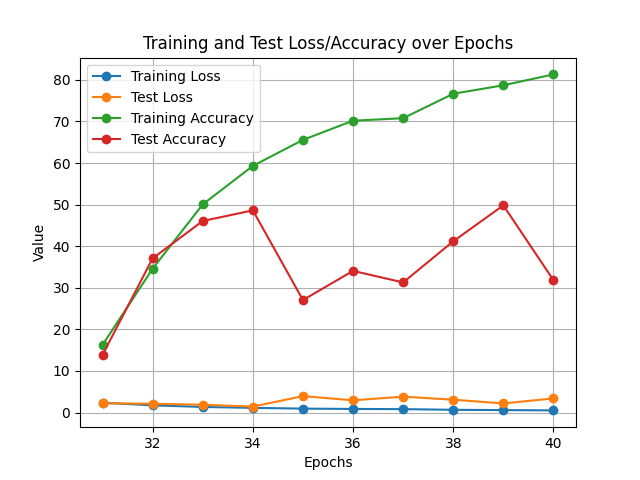 Training and Test Loss/Accuracy over Epochs
Training Loss
Test Loss
Training Accuracy
Test Accuracy
Value
80
70
60
50
40
30
20
10
0
32 34 36 38 40
Epochs